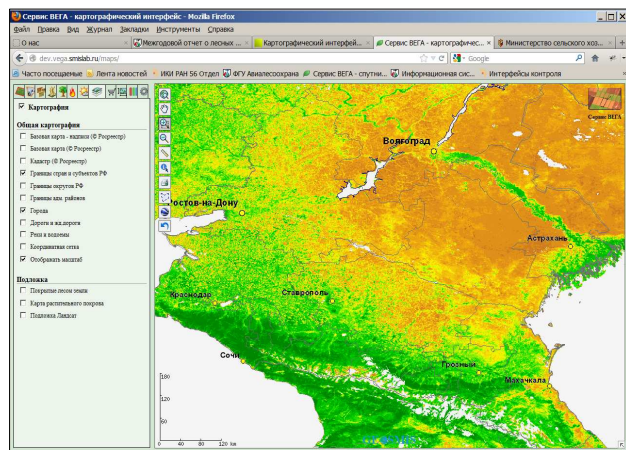 Сервис ВЕГА - картографический интерфейс - Mozilla Firefox
Файл Правка Вид Журнал Закладки Инструменты Справка
О нас
Межгодовой отчет о лесных ...
Картографический интерфей...
Сервис ВЕГА - картографичес...
Министерство сельского хоз...
dev.vega.smislab.ru/maps/
Google
Часто посещаемые
Лента новостей
ИКИ РАН 56 Отдел
ФГУ Авиалесоохрана
Сервис ВЕГА - спутни...
Информационная сис...
Интерфейсы контроля
Картография
Сервис ВЕГА
Общая картография
Базовая карта - надписи (© Росреестр)
Базовая карта (© Росреестр)
Кадастр (© Росреестр)
Границы стран и субъектов РФ
Границы округов РФ
Границы адм. районов
Города
Дороги и жд.дороги
Реки и водоемы
Координатная сетка
Отображать масштаб
Подложка
Покрытые лесом земли
Карта растительного покрова
Подложка Ландсат
Волгоград
Ростов-на-Дону
Астрахань
Краснодар
Ставрополь
Сочи
Грозный
Махачкала
180
120
60
0 40 80 120 km